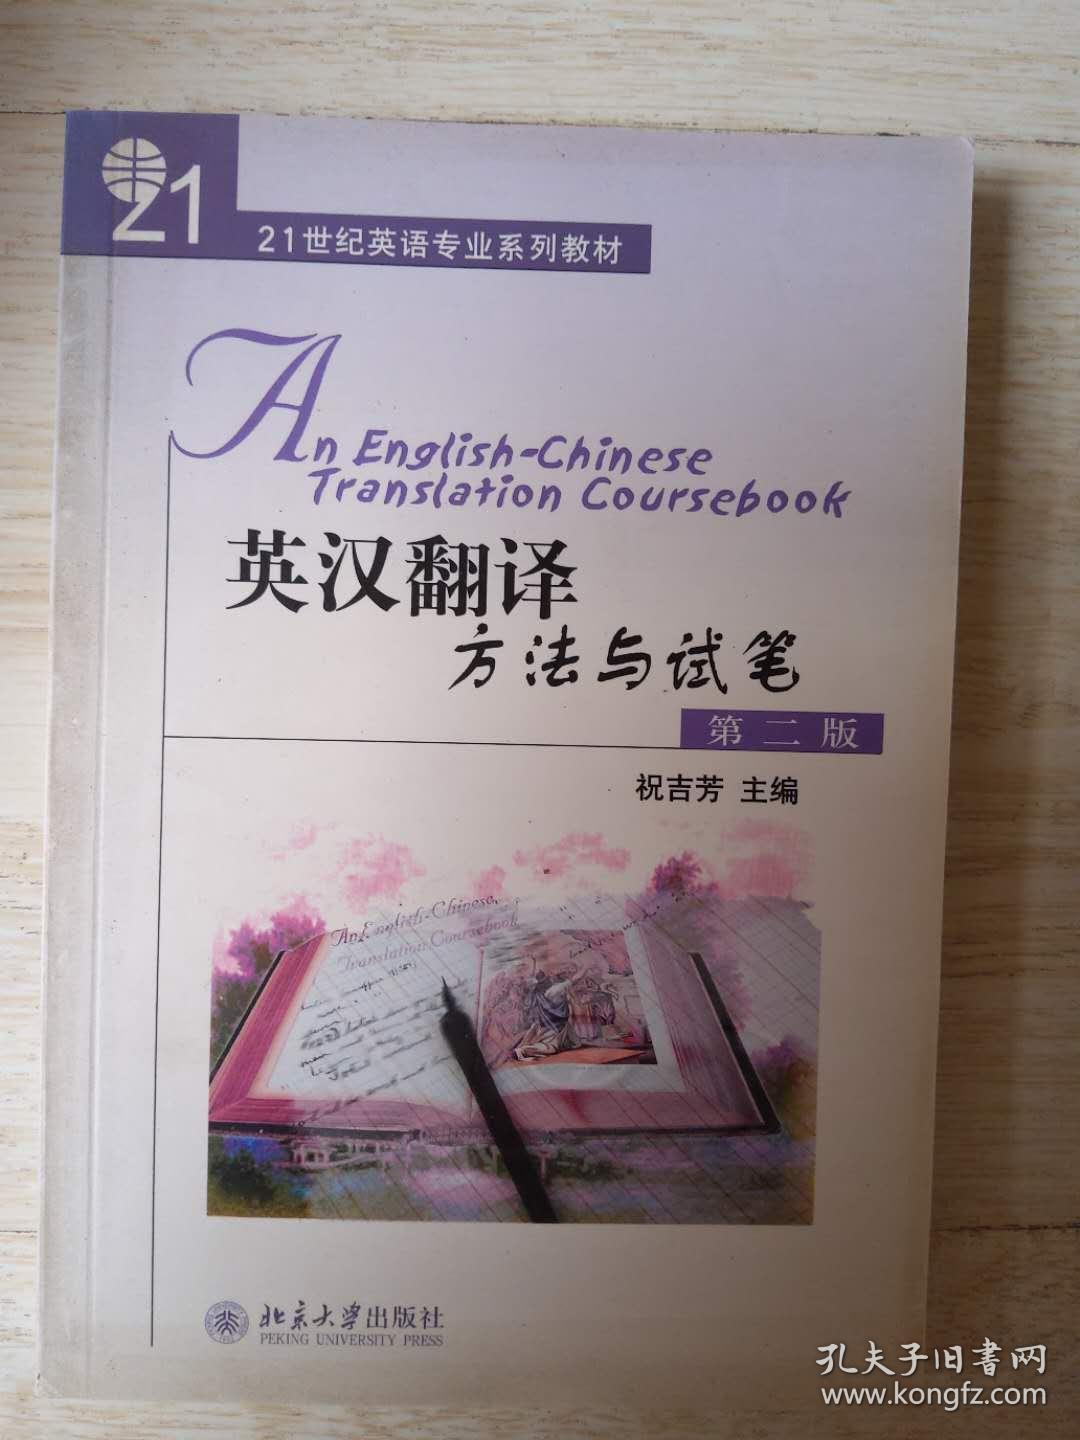 21
21世纪英语专业系列教材
An English-Chinese
Translation Coursebook
英汉翻译
方法与试笔
第二版
祝吉芳 主编
An English-Chinese
Translation Coursebook
北京大学出版社
PEKING UNIVERSITY PRESS
孔夫子旧書网
www.kongfz.com